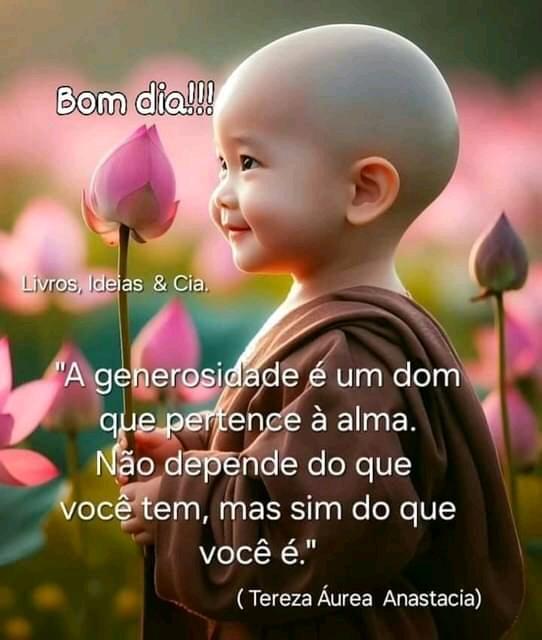 Bom dia!!!
Livros, Ideias & Cia.
"A generosidade é um dom
que pertence à alma.
Não depende do que
você tem, mas sim do que
você é."
( Tereza Áurea Anastacia)